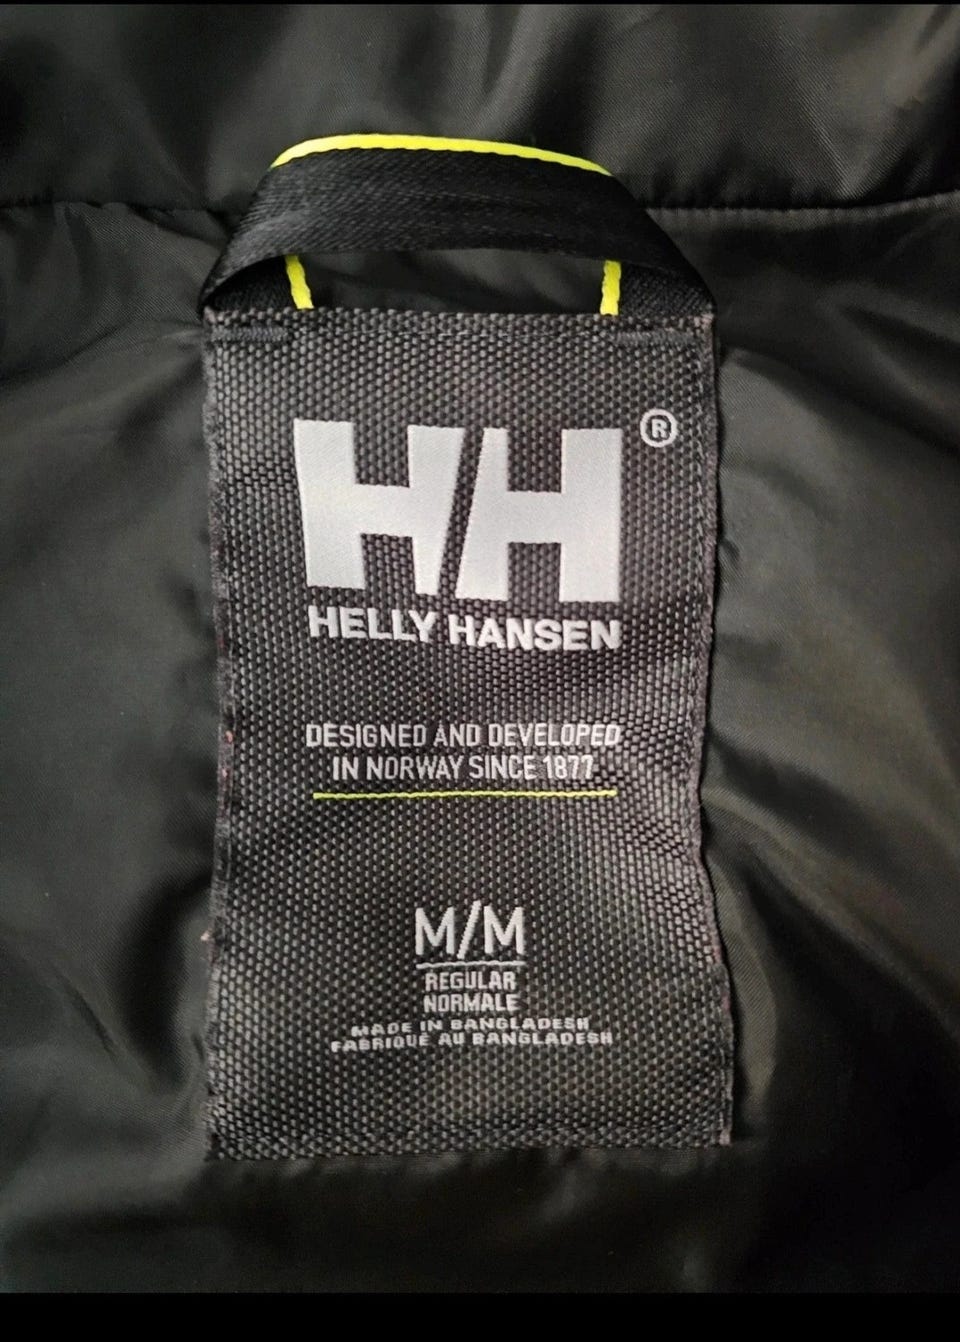 HH ®
HELLY HANSEN
DESIGNED AND DEVELOPED
IN NORWAY SINCE 1877
M/M
REGULAR
NORMALE
MADE IN BANGLADESH
FABRIQUÉ AU BANGLADESH